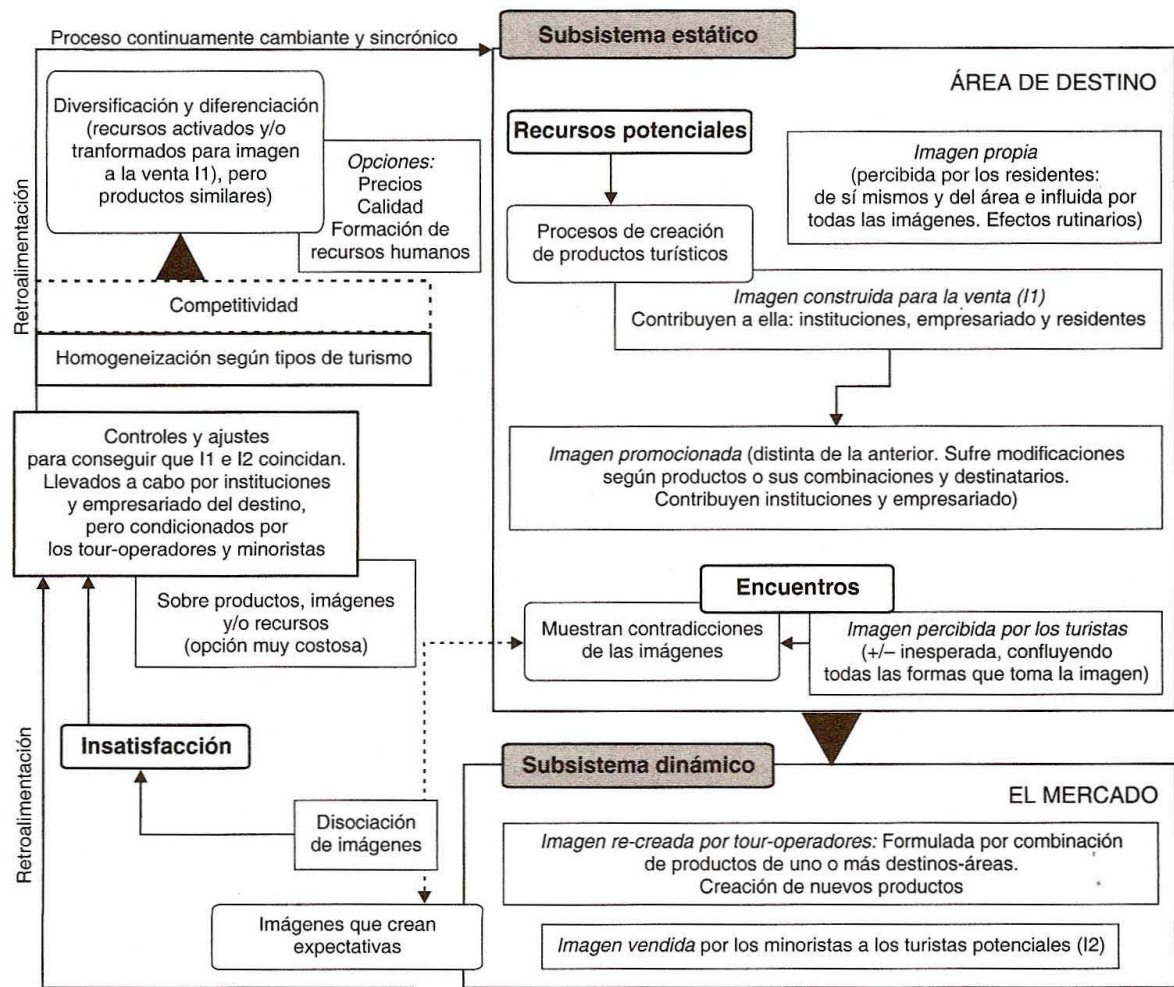 Proceso continuamente cambiante y sincrónico
Subsistema estático
ÁREA DE DESTINO
Diversificación y diferenciación
(recursos activados y/o
tranformados para imagen
a la venta I1), pero
productos similares)
Opciones:
Precios
Calidad
Formación de
recursos humanos
Retroalimentación
Competitividad
Homogeneización según tipos de turismo
Controles y ajustes
para conseguir que I1 e I2 coincidan.
Llevados a cabo por instituciones
y empresariado del destino,
pero condicionados por
los tour-operadores y minoristas
Sobre productos, imágenes
y/o recursos
(opción muy costosa)
Insatisfacción
Retroalimentación
Disociación
de imágenes
Imágenes que crean
expectativas
Recursos potenciales
Imagen propia
(percibida por los residentes:
de sí mismos y del área e influida por
todas las imágenes. Efectos rutinarios)
Procesos de creación
de productos turísticos
Imagen construida para la venta (I1)
Contribuyen a ella: instituciones, empresariado y residentes
Imagen promocionada (distinta de la anterior. Sufre modificaciones
según productos o sus combinaciones y destinatarios.
Contribuyen instituciones y empresariado)
Encuentros
Muestran contradicciones
de las imágenes
Imagen percibida por los turistas
(+/– inesperada, confluyendo
todas las formas que toma la imagen)
Subsistema dinámico
EL MERCADO
Imagen re-creada por tour-operadores: Formulada por combinación
de productos de uno o más destinos-áreas.
Creación de nuevos productos
Imagen vendida por los minoristas a los turistas potenciales (I2)